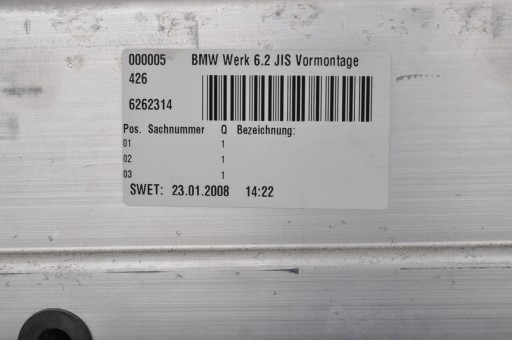 000005 BMW Werk 6.2 JIS Vormontage
426
6262314
Pos. Sachnummer Q Bezeichnung:
01 1
02 1
03 1
SWET: 23.01.2008 14:22